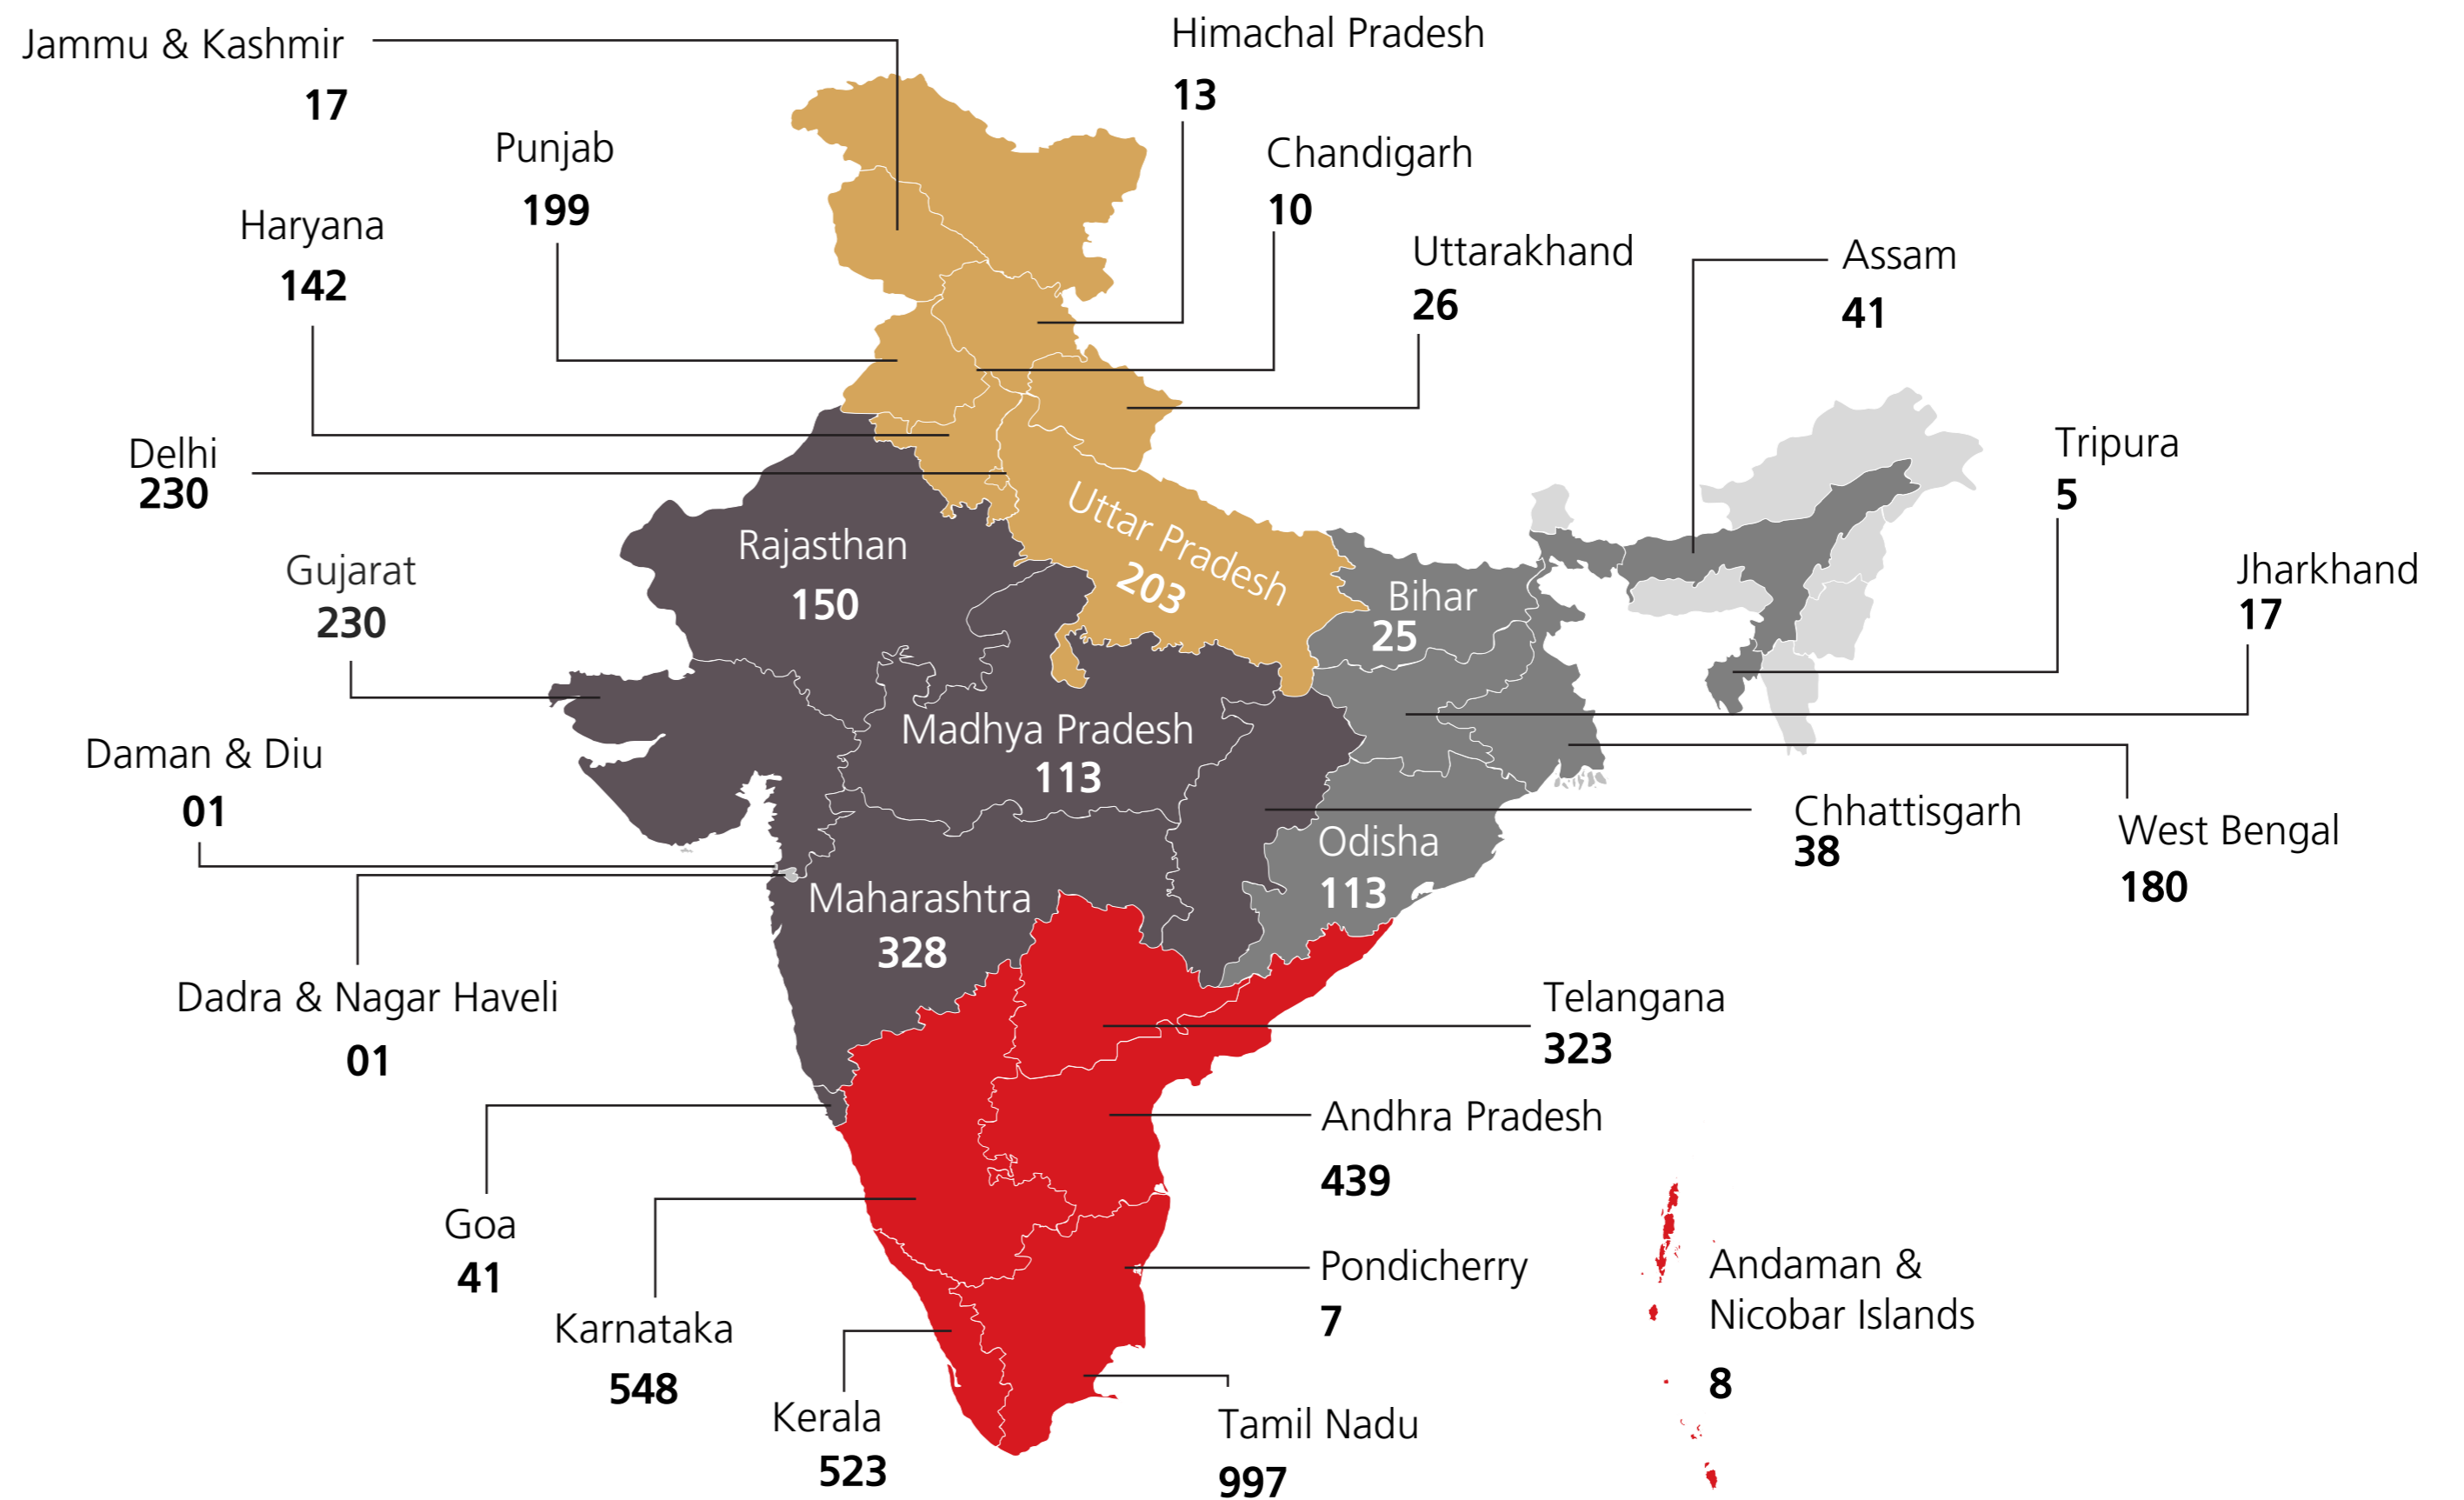 Jammu & Kashmir
17
Himachal Pradesh
13
Punjab
199
Chandigarh
10
Haryana
142
Uttarakhand
26
Assam
41
Delhi
230
Tripura
5
Uttar Pradesh
203
Rajasthan
150
Gujarat
230
Bihar
25
Jharkhand
17
Madhya Pradesh
113
Daman & Diu
01
Chhattisgarh
38
West Bengal
180
Odisha
113
Maharashtra
328
Dadra & Nagar Haveli
01
Telangana
323
Andhra Pradesh
439
Goa
41
Pondicherry
7
Andaman &
Nicobar Islands
8
Karnataka
548
Kerala
523
Tamil Nadu
997